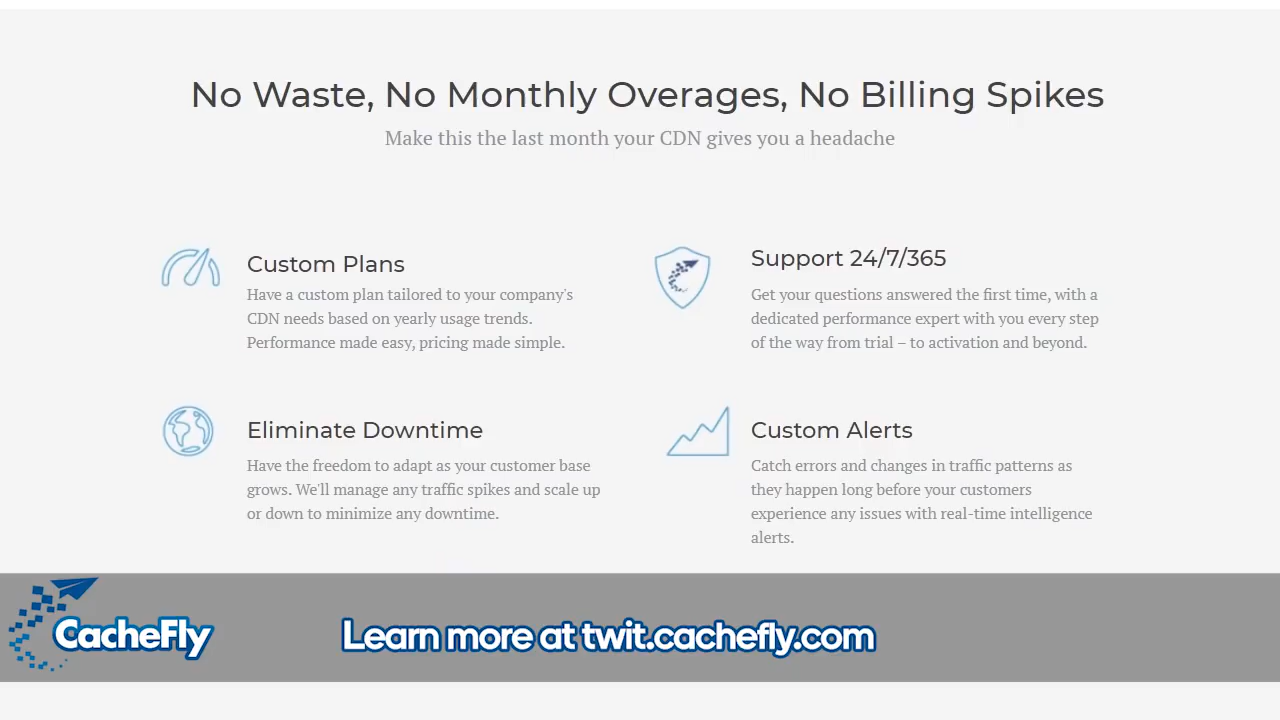 No Waste, No Monthly Overages, No Billing Spikes
Make this the last month your CDN gives you a headache
Custom Plans
Have a custom plan tailored to your company's
CDN needs based on yearly usage trends.
Performance made easy, pricing made simple.
Support 24/7/365
Get your questions answered the first time, with a
dedicated performance expert with you every step
of the way from trial – to activation and beyond.
Eliminate Downtime
Have the freedom to adapt as your customer base
grows. We'll manage any traffic spikes and scale up
or down to minimize any downtime.
Custom Alerts
Catch errors and changes in traffic patterns as
they happen long before your customers
experience any issues with real-time intelligence
alerts.
CacheFly
Learn more at twit.cachefly.com